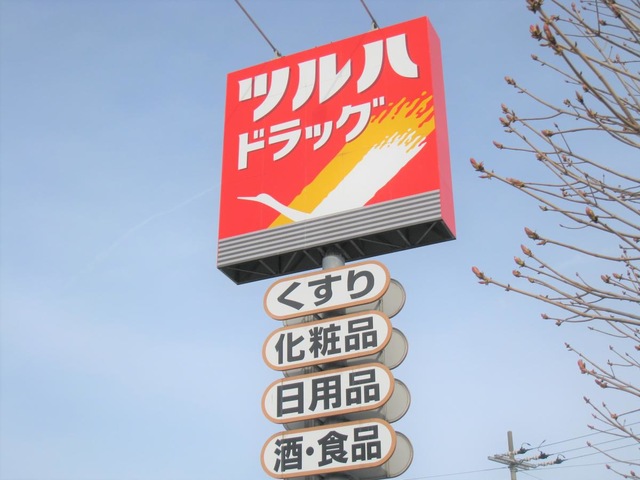 ツルハ
ドラッグ
くすり
化粧品
日用品
酒・食品